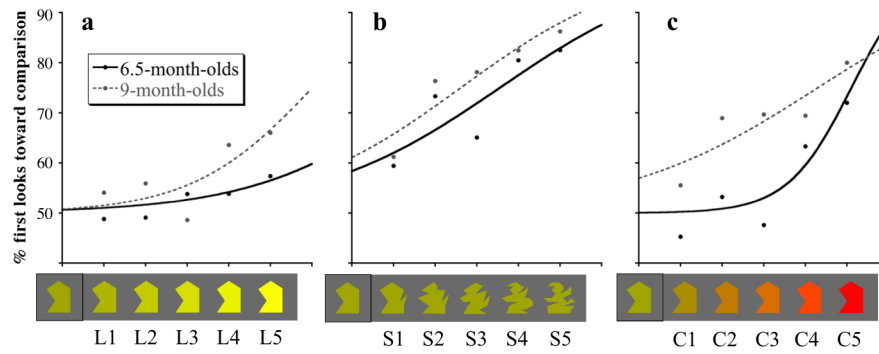 % first looks toward comparison
90
80
70
60
50
a
b
c
6.5-month-olds
9-month-olds
L1 L2 L3 L4 L5
S1 S2 S3 S4 S5
C1 C2 C3 C4 C5